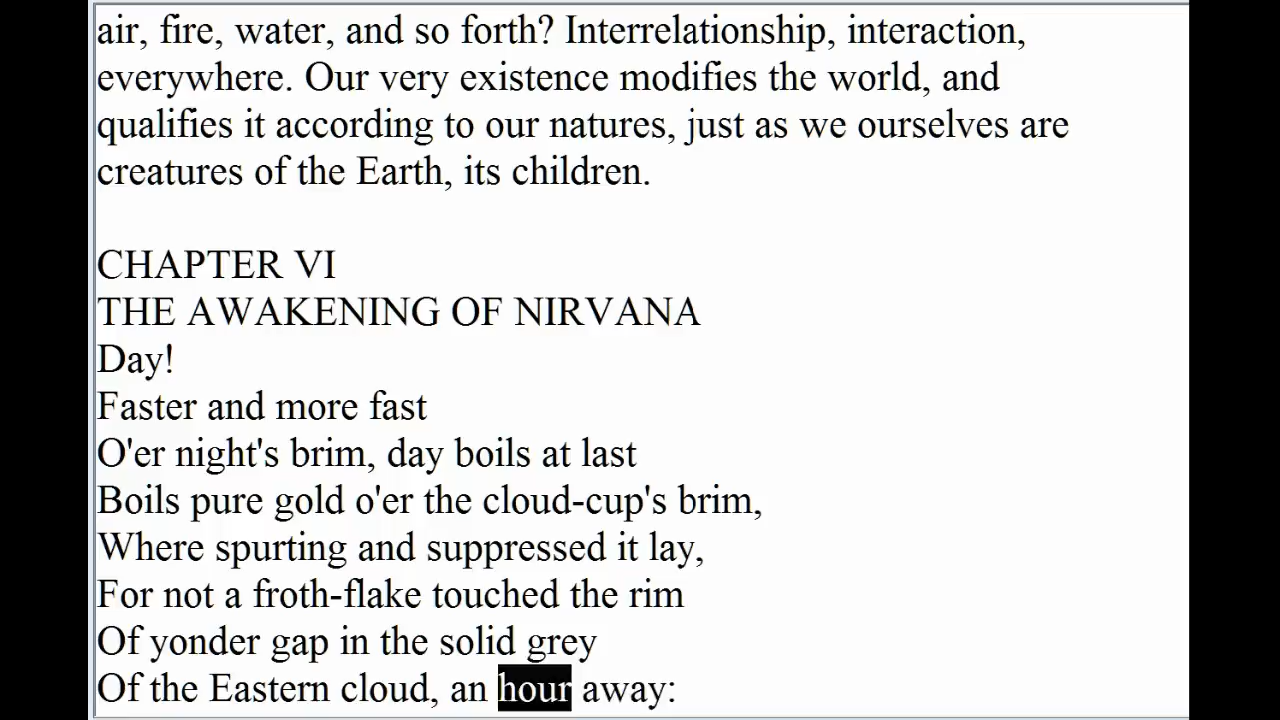 air, fire, water, and so forth? Interrelationship, interaction,
everywhere. Our very existence modifies the world, and
qualifies it according to our natures, just as we ourselves are
creatures of the Earth, its children.
CHAPTER VI
THE AWAKENING OF NIRVANA
Day!
Faster and more fast
O'er night's brim, day boils at last
Boils pure gold o'er the cloud-cup's brim,
Where spurting and suppressed it lay,
For not a froth-flake touched the rim
Of yonder gap in the solid grey
Of the Eastern cloud, an hour away: